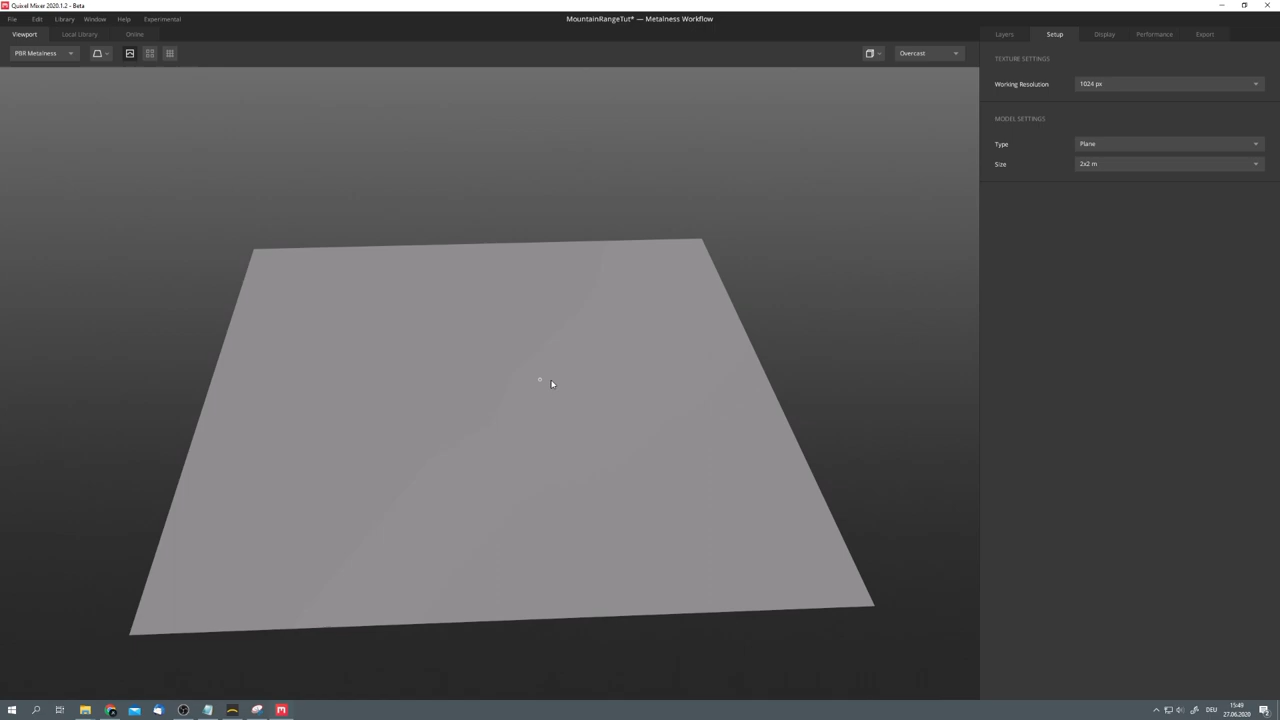 Quixel Mixer 2020.1.2 - Beta
File Edit Library Window Help Experimental
MountainRangeTut* — Metalness Workflow
Viewport Local Library Online
Layers Setup Display Performance Export
PBR Metalness
Overcast
TEXTURE SETTINGS
Working Resolution 1024 px
MODEL SETTINGS
Type Plane
Size 2x2 m
DEU
15:49
27.06.2020